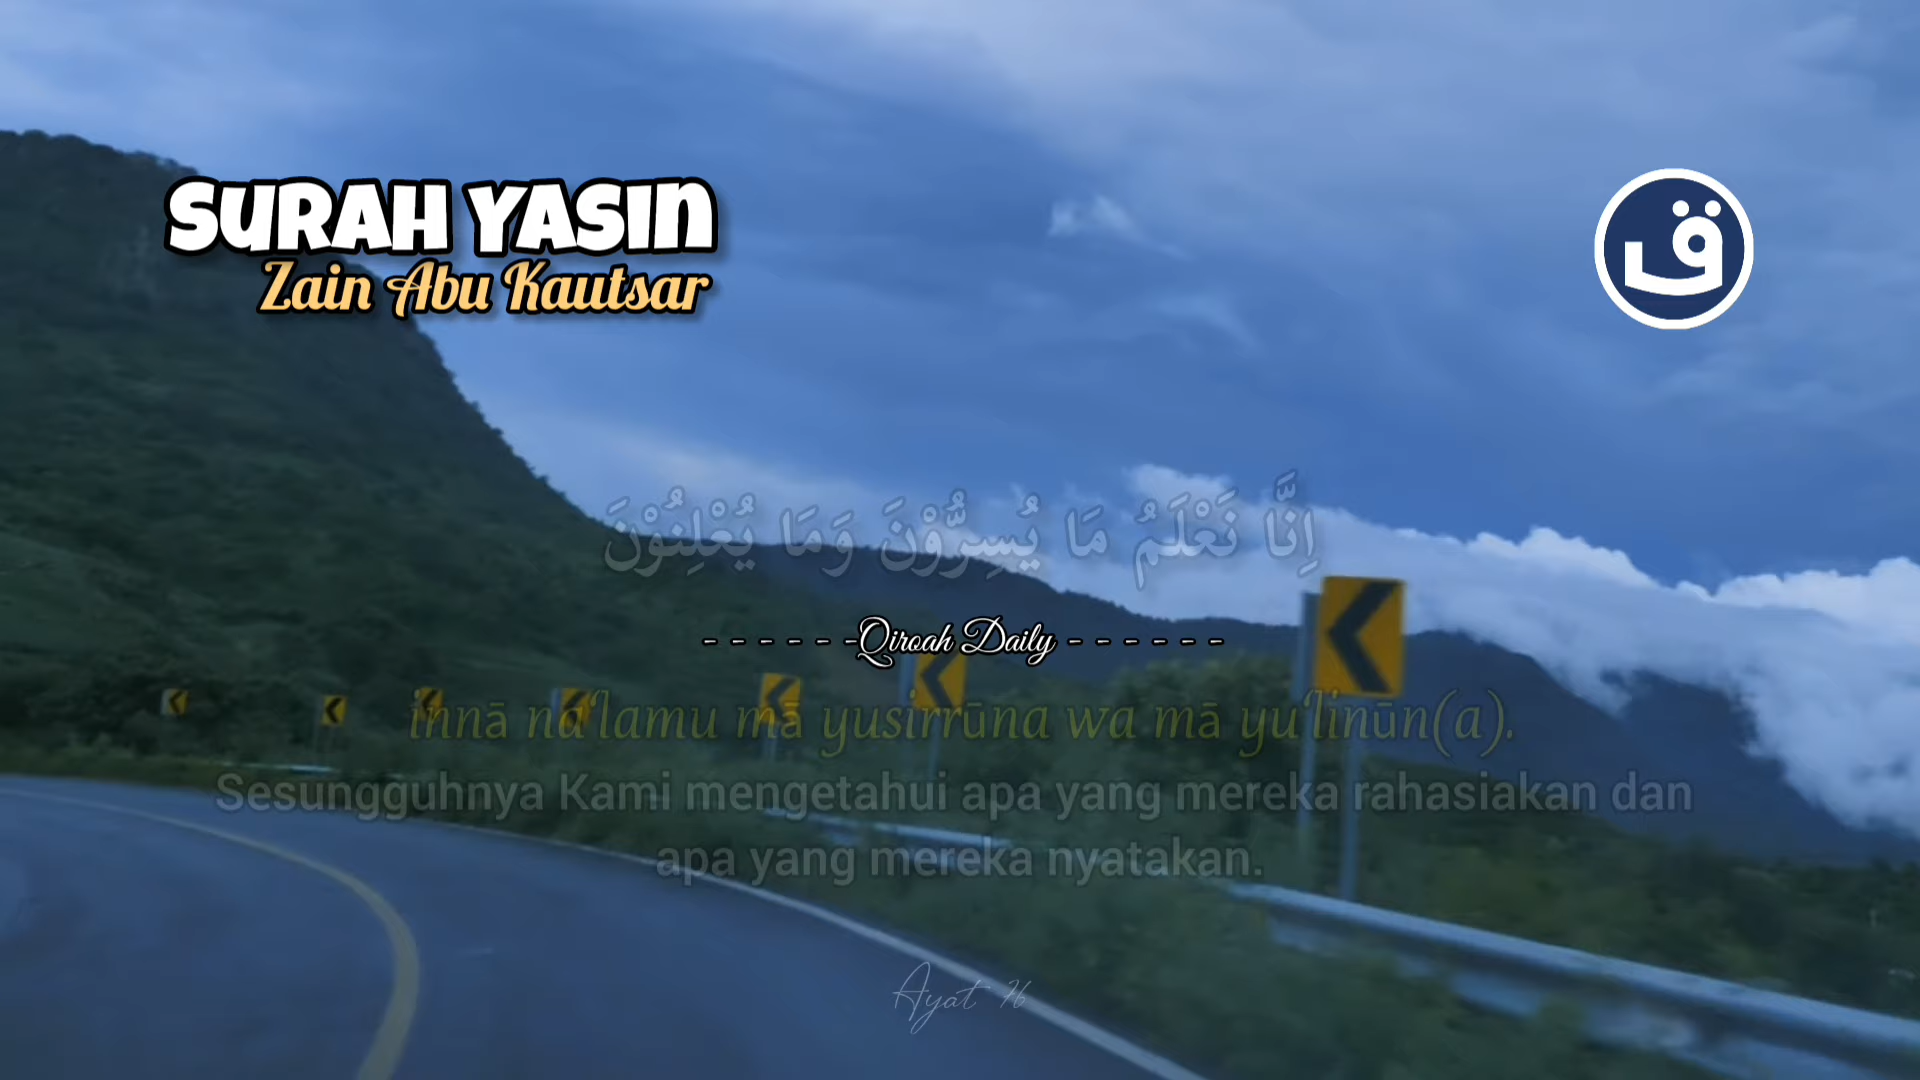 SURAH YASIN
Zain Abu Kautsar
ق
اِنَّا نَعْلَمُ مَا يُسِرُّوْنَ وَمَا يُعْلِنُوْنَ
------Qiroah Daily------
innā na‘lamu mā yusirrūna wa mā yu‘linūn(a).
Sesungguhnya Kami mengetahui apa yang mereka rahasiakan dan
apa yang mereka nyatakan.
Ayat 76